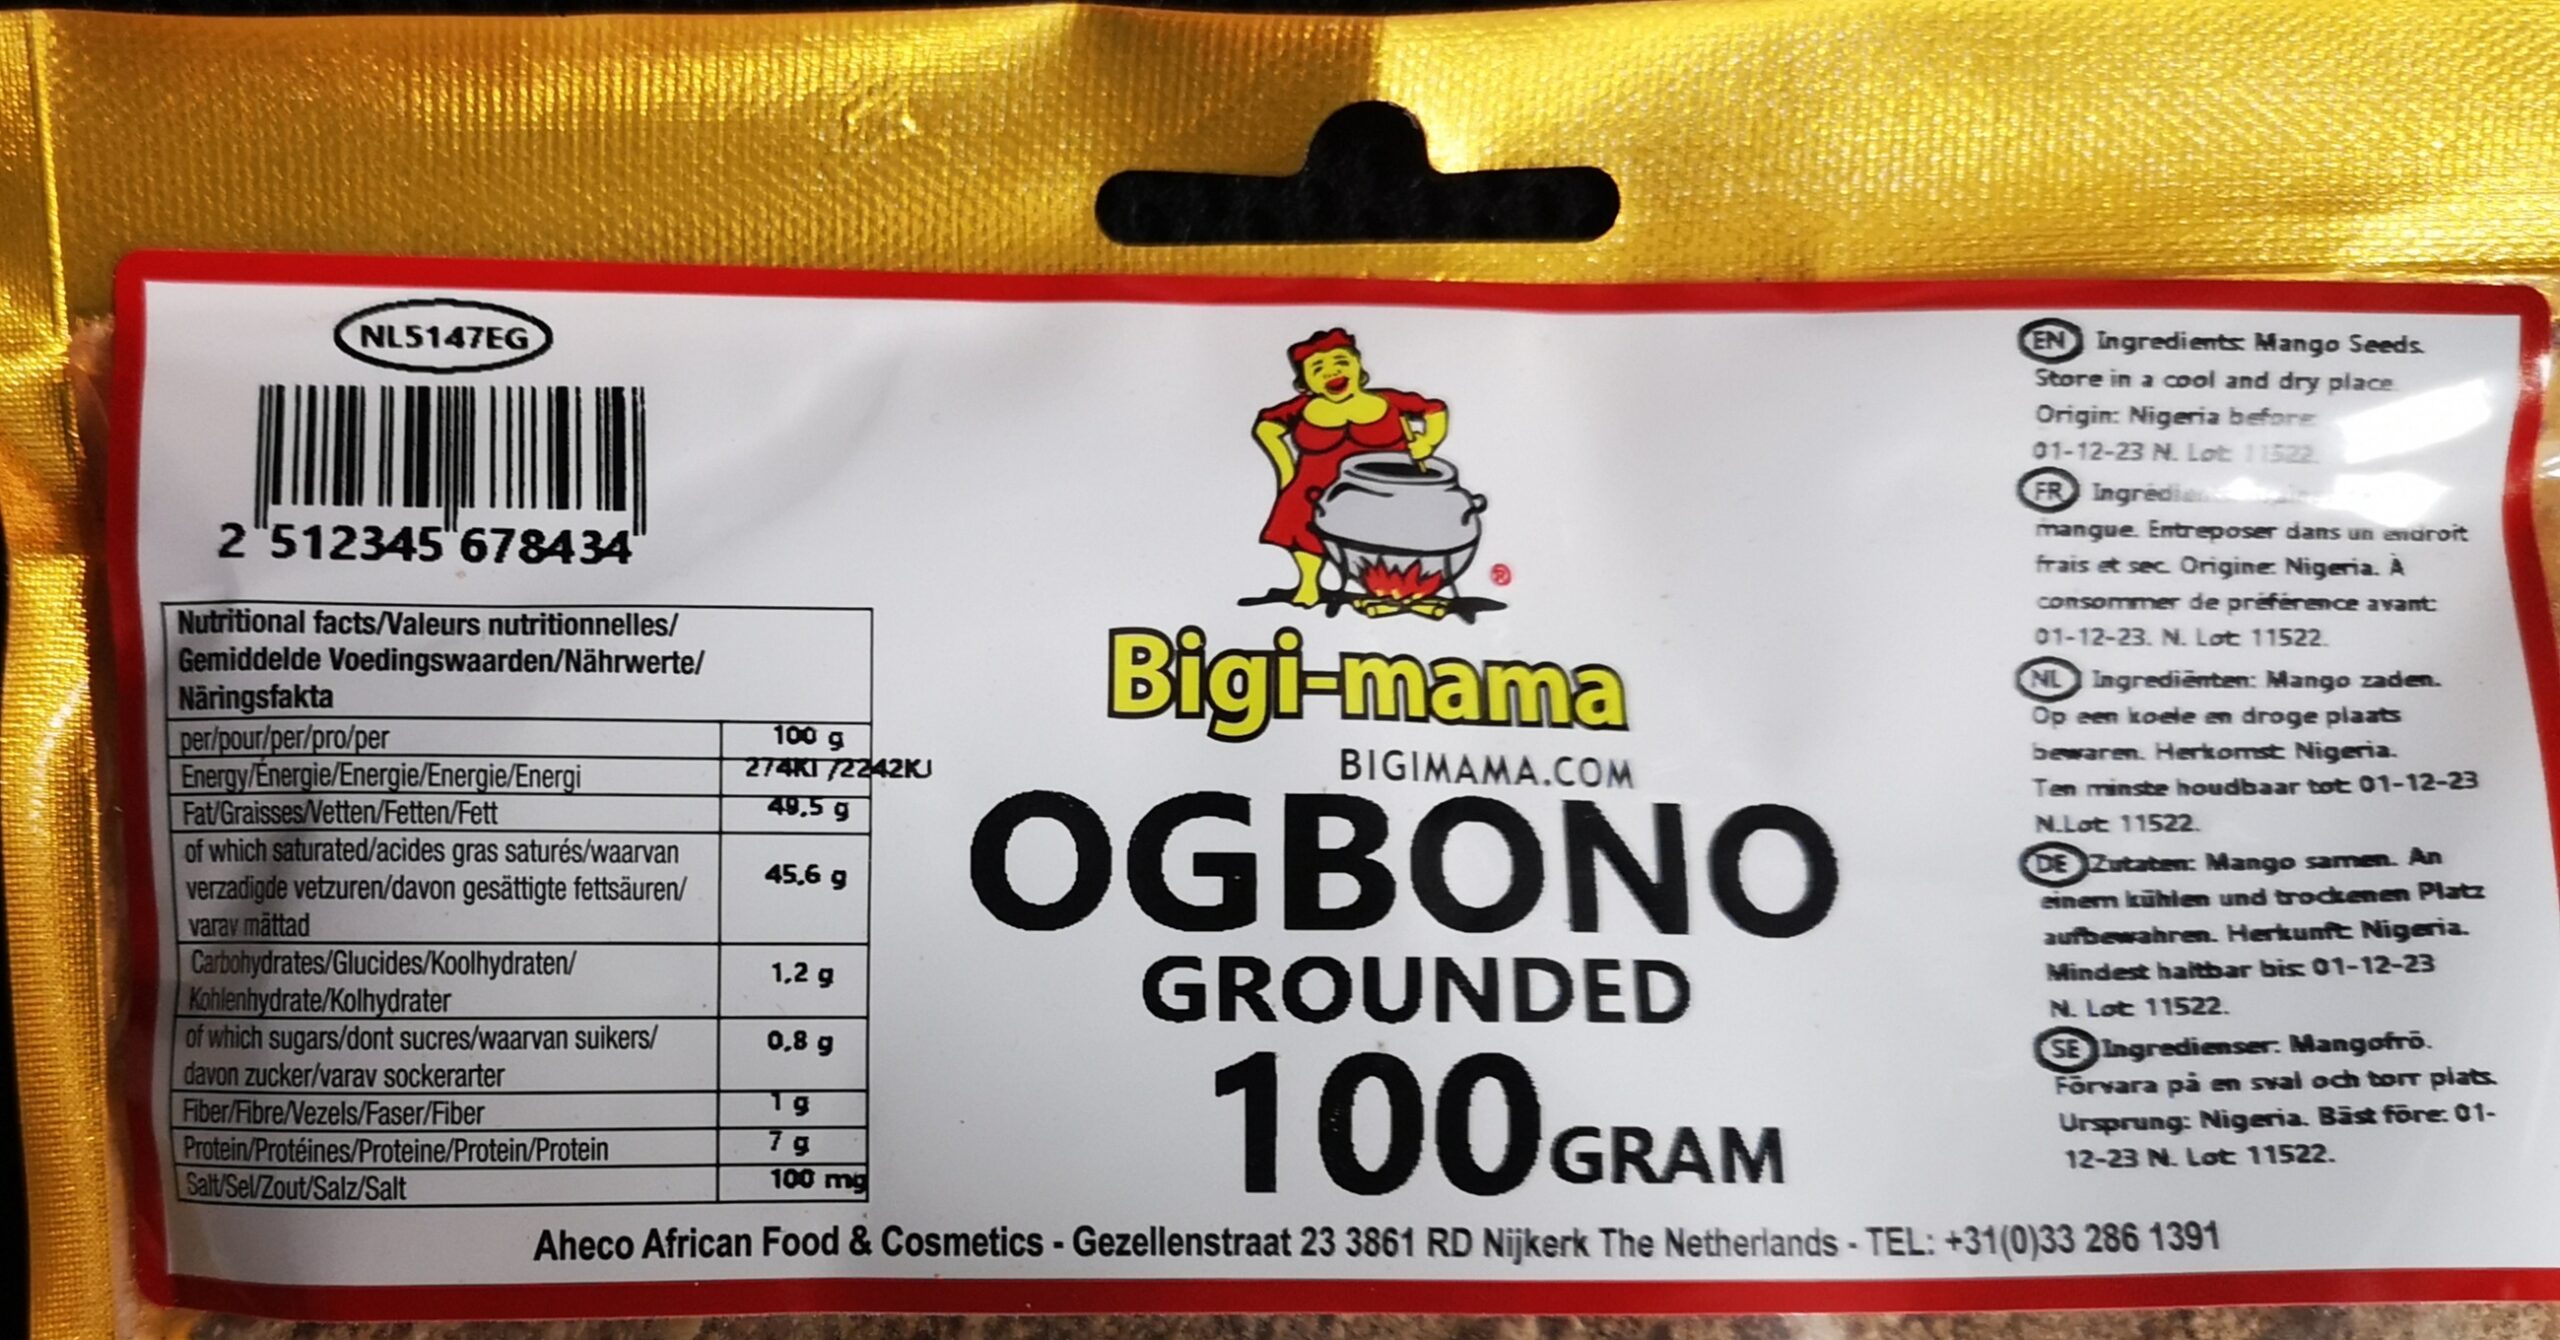 NL5147EG
2 512345 678434
Nutritional facts/Valeurs nutritionnelles/
Gemiddelde Voedingswaarden/Nährwerte/
Näringsfakta
per/pour/per/pro/per 100 g
Energy/Énergie/Energie/Energie/Energi 274KI /2242KJ
Fat/Graisses/Vetten/Fetten/Fett 49,5 g
of which saturated/acides gras saturés/waarvan
verzadigde vetzuren/davon gesättigte fettsäuren/
varav mättad
45,6 g
Carbohydrates/Glucides/Koolhydraten/
Kohlenhydrate/Kolhydrater
1,2 g
of which sugars/dont sucres/waarvan suikers/
davon zucker/varav sockerarter
0,8 g
Fiber/Fibre/Vezels/Faser/Fiber 1 g
Protein/Protéines/Proteine/Protein/Protein 7 g
Salt/Sel/Zout/Salz/Salt 100 mg
®
Bigi-mama
BIGIMAMA.COM
OGBONO
GROUNDED
100 GRAM
EN Ingredients: Mango Seeds.
Store in a cool and dry place.
Origin: Nigeria before
01-12-23 N. Lot: 11522.
FR
mangue. Entreposer dans un endroit
frais et sec. Origine: Nigeria. À
consommer de préférence avant:
01-12-23. N. Lot: 11522.
NL Ingrediënten: Mango zaden.
Op een koele en droge plaats
bewaren. Herkomst: Nigeria.
Ten minste houdbaar tot: 01-12-23
N.Lot: 11522.
DE Zutaten: Mango samen. An
einem kühlen und trockenen Platz
aufbewahren. Herkunft: Nigeria.
Mindest haltbar bis: 01-12-23
N. Lot: 11522.
SE Ingredienser: Mangofrö.
Förvara på en sval och torr plats.
Ursprung: Nigeria. Bäst före: 01-
12-23 N. Lot: 11522.
Aheco African Food & Cosmetics - Gezellenstraat 23 3861 RD Nijkerk The Netherlands - TEL: +31(0)33 286 1391